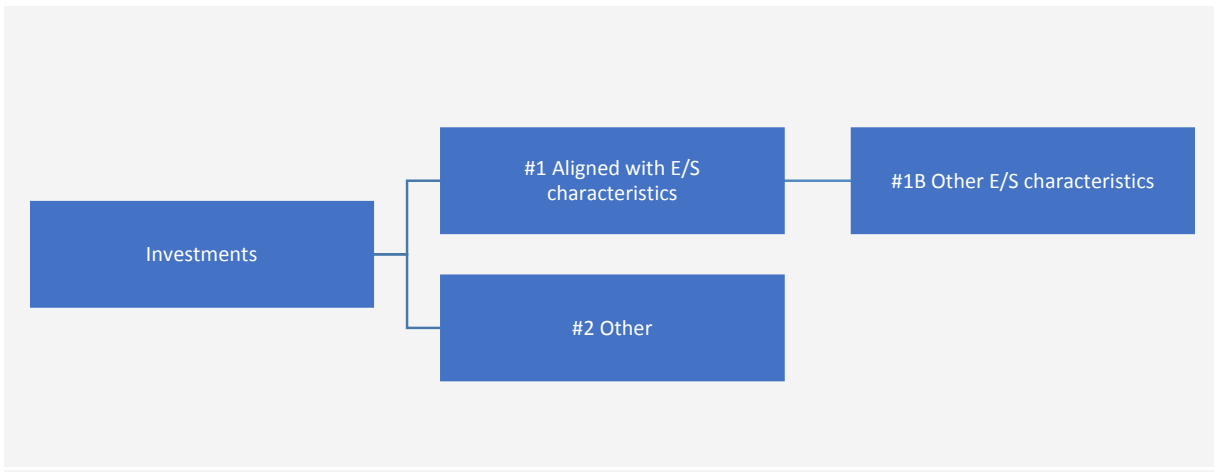 Investments
#1 Aligned with E/S
characteristics
#1B Other E/S characteristics
#2 Other